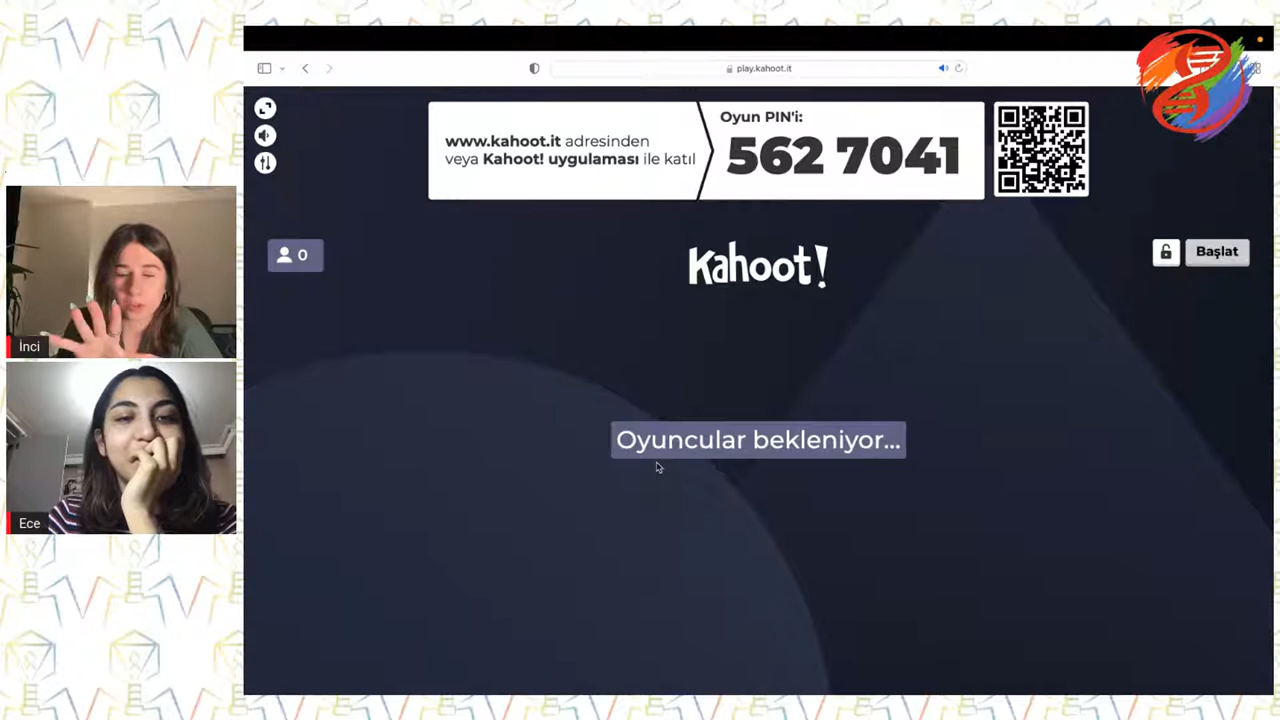 play.kahoot.it
www.kahoot.it adresinden
veya Kahoot! uygulaması ile katıl
Oyun PIN'i:
562 7041
0
Kahoot!
Başlat
Oyuncular bekleniyor...
İnci
Ece